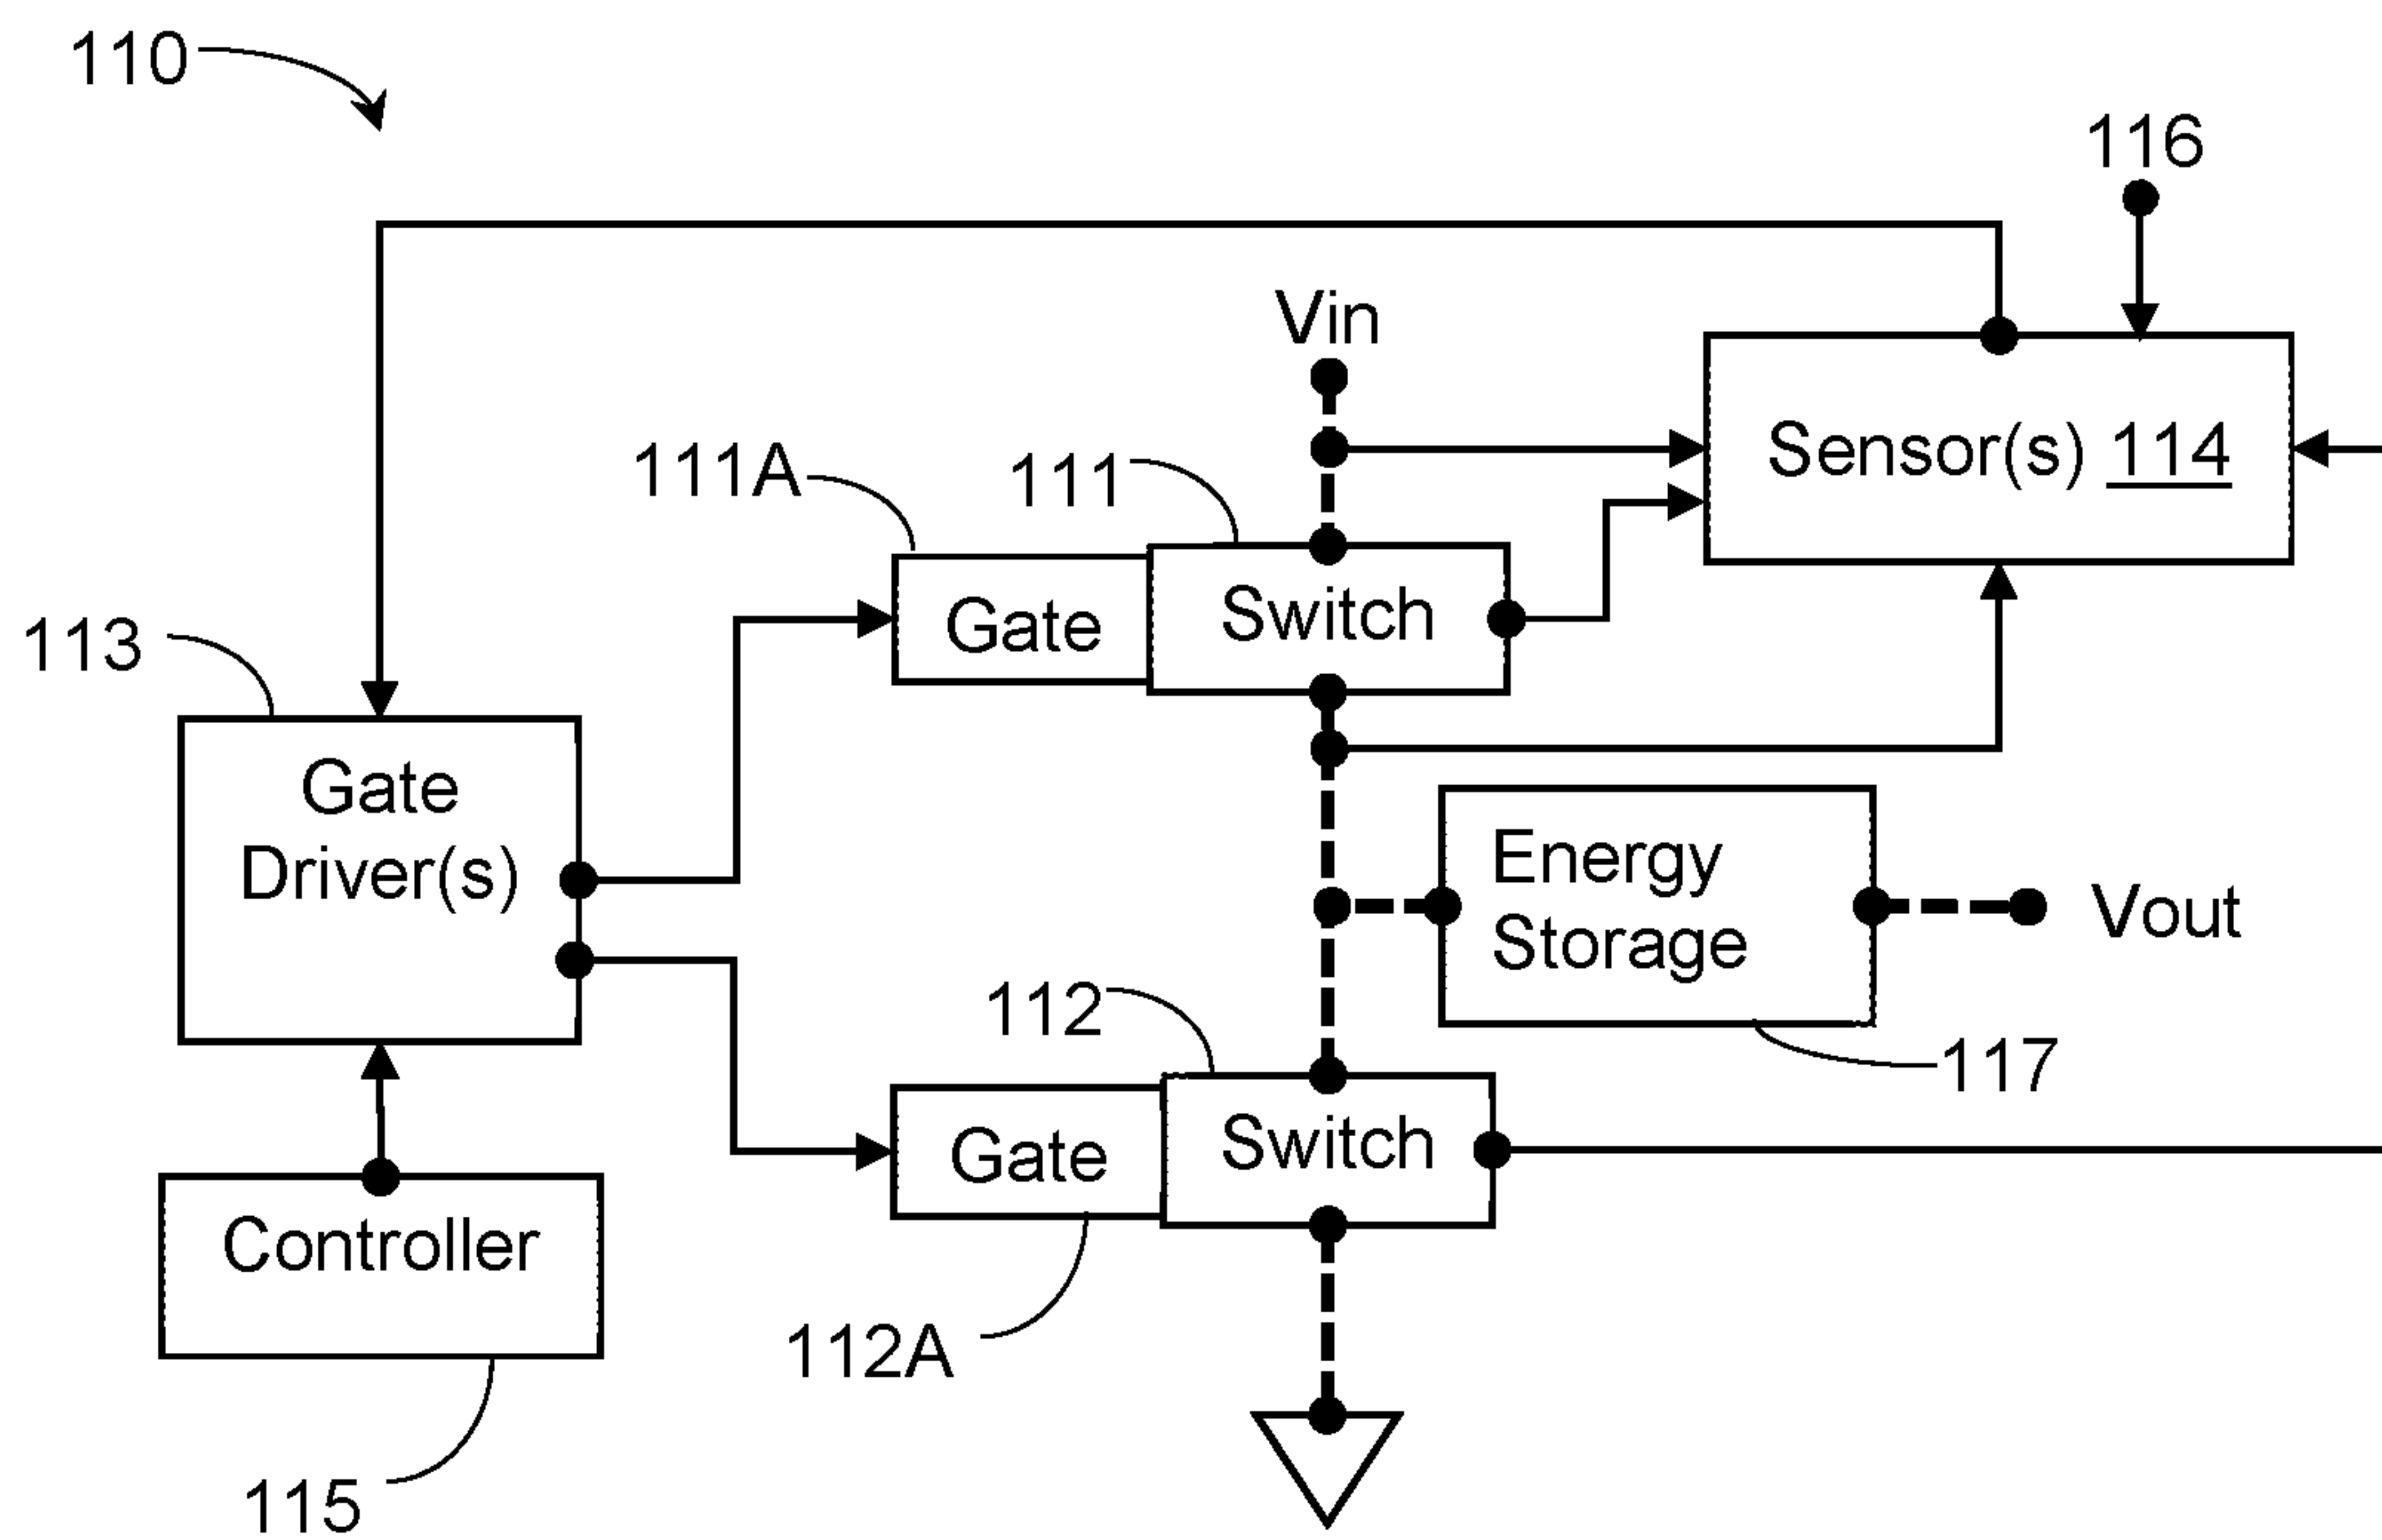 110
116
Vin
111A
111
Sensor(s) 114
Gate
Switch
113
Gate
Driver(s)
Energy
Storage
Vout
112
117
Gate
Switch
Controller
112A
115